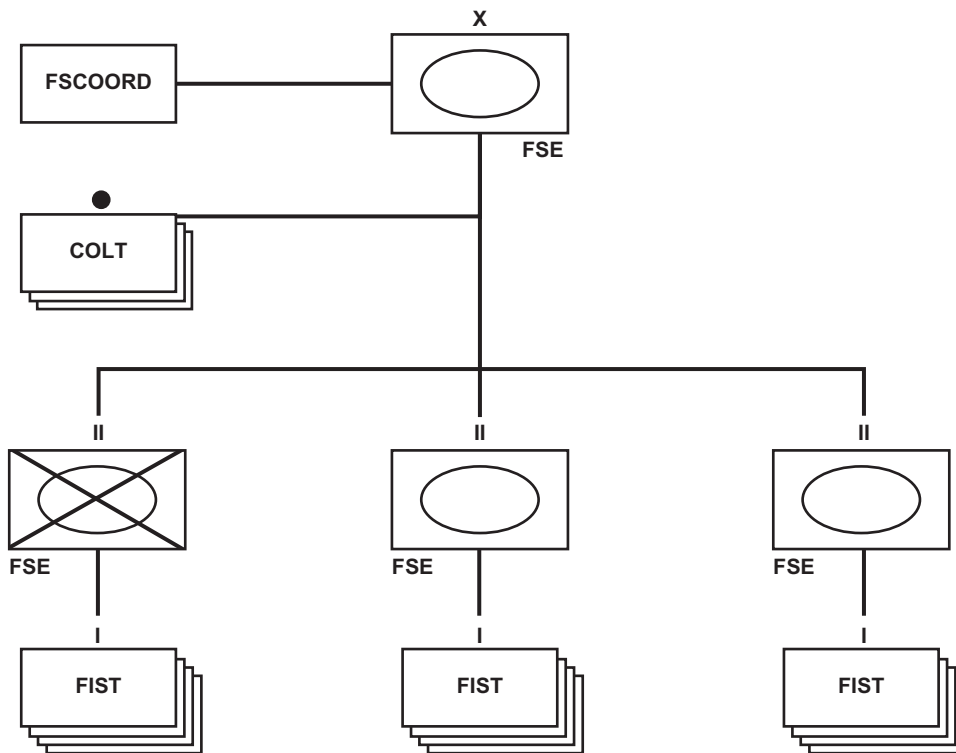 X
FSCOORD
FSE
COLT
II II II
FSE FSE FSE
I I I
FIST FIST FIST